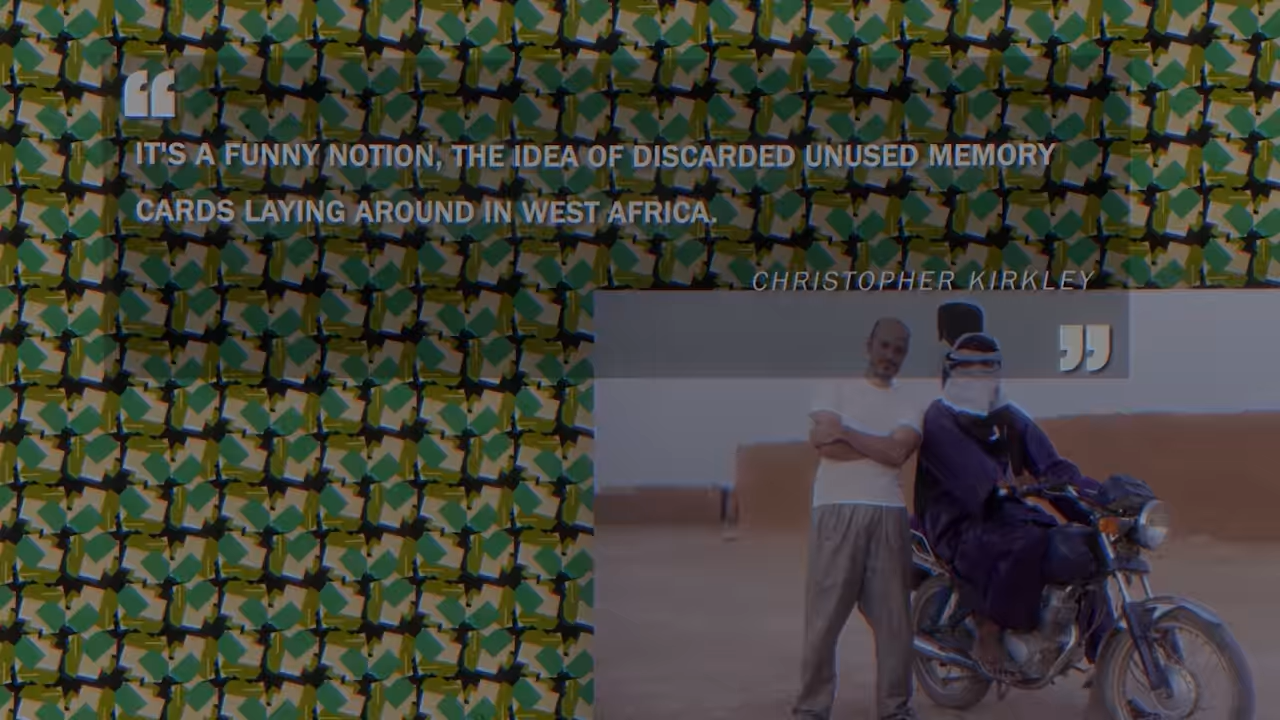 “
IT'S A FUNNY NOTION, THE IDEA OF DISCARDED UNUSED MEMORY
CARDS LAYING AROUND IN WEST AFRICA.
CHRISTOPHER KIRKLEY
”